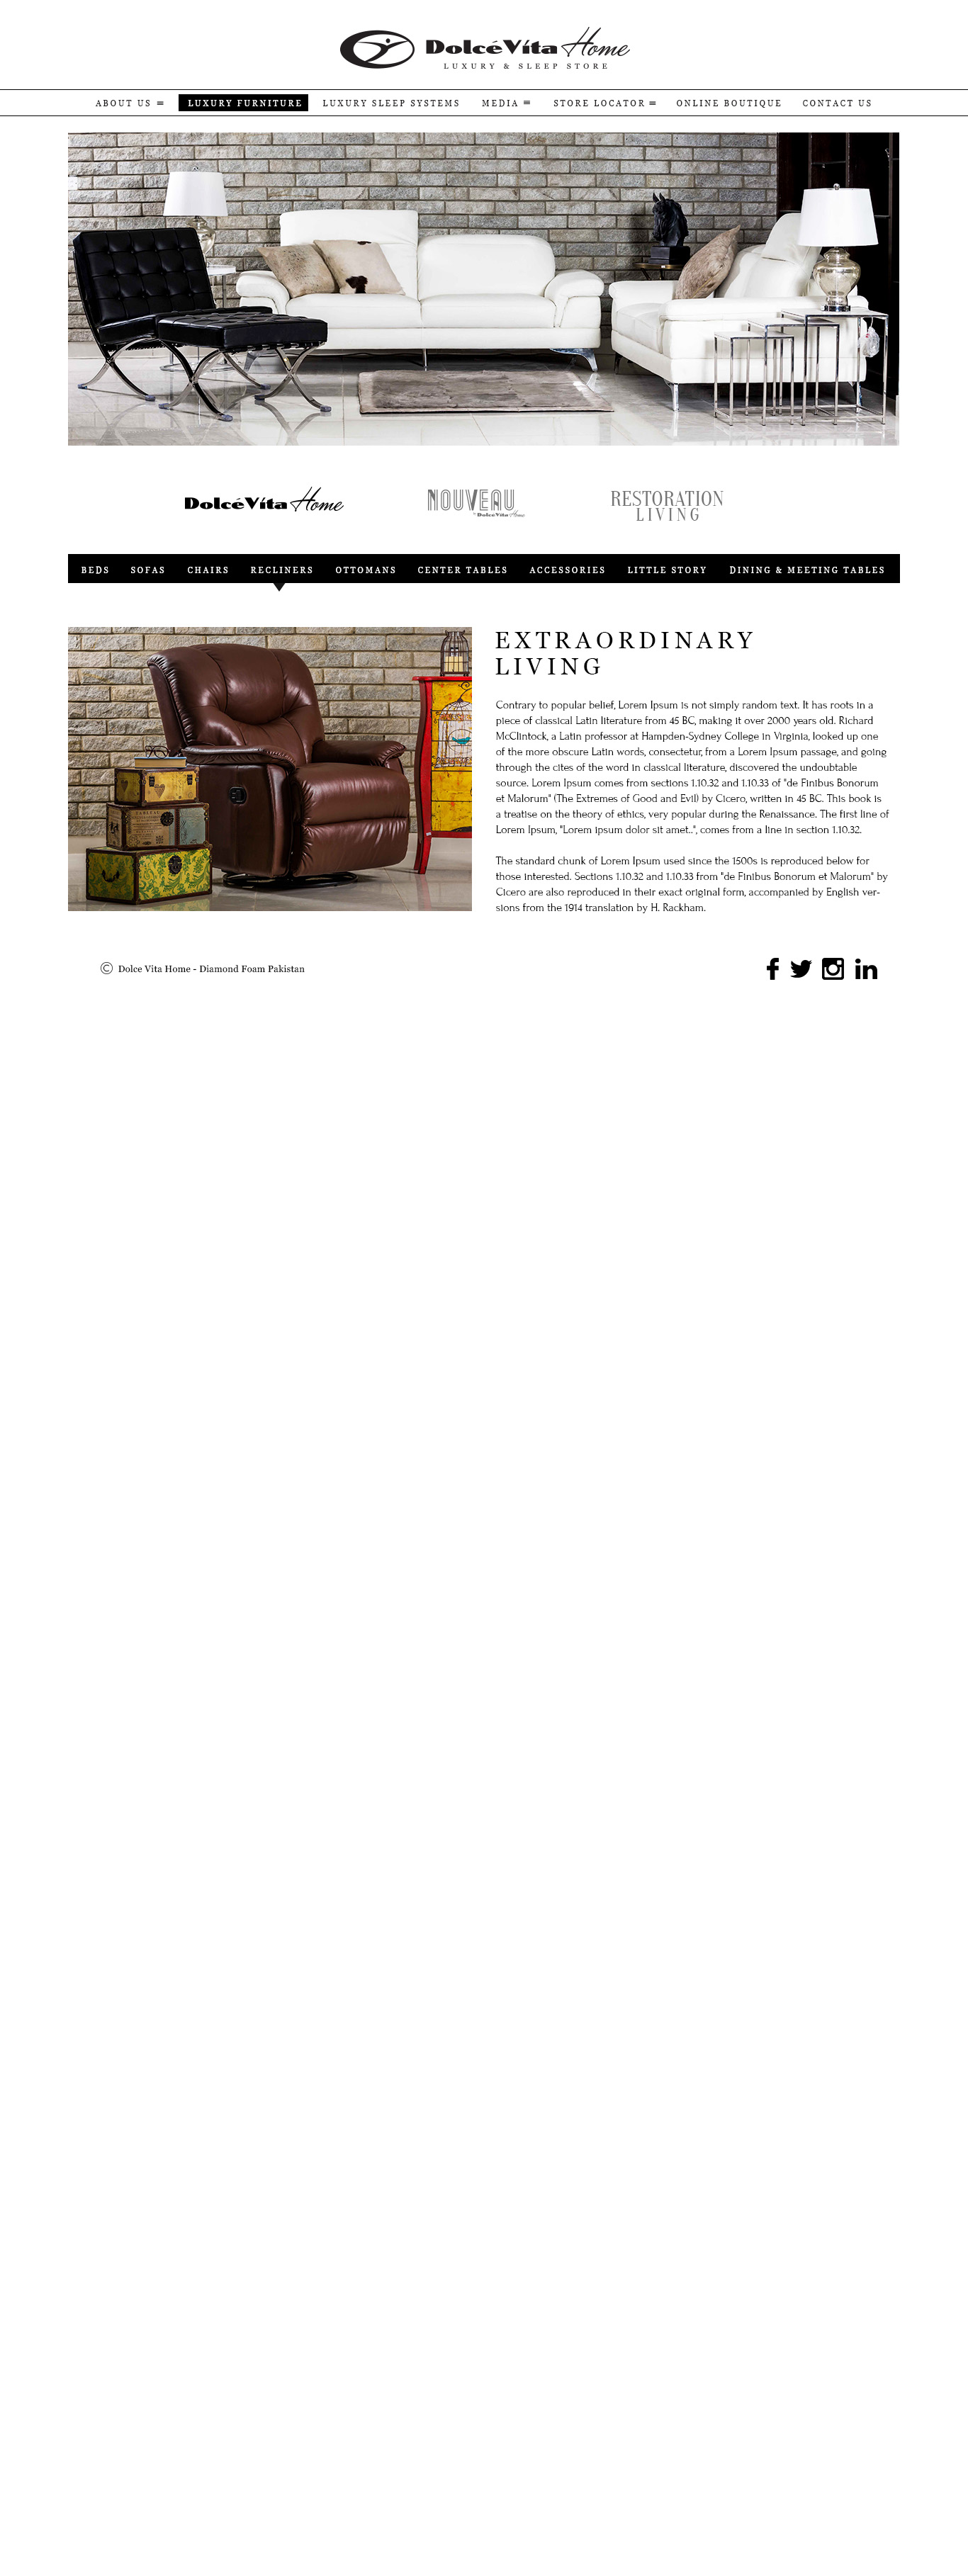 DolcéVíta Home
LUXURY & SLEEP STORE
ABOUT US LUXURY FURNITURE LUXURY SLEEP SYSTEMS MEDIA STORE LOCATOR ONLINE BOUTIQUE CONTACT US
DolcéVíta Home NOUVEAU RESTORATION
by DolcéVíta Home LIVING
BEDS SOFAS CHAIRS RECLINERS OTTOMANS CENTER TABLES ACCESSORIES LITTLE STORY DINING & MEETING TABLES
EXTRAORDINARY
LIVING
Contrary to popular belief, Lorem Ipsum is not simply random text. It has roots in a
piece of classical Latin literature from 45 BC, making it over 2000 years old. Richard
McClintock, a Latin professor at Hampden-Sydney College in Virginia, looked up one
of the more obscure Latin words, consectetur, from a Lorem Ipsum passage, and going
through the cites of the word in classical literature, discovered the undoubtable
source. Lorem Ipsum comes from sections 1.10.32 and 1.10.33 of "de Finibus Bonorum
et Malorum" (The Extremes of Good and Evil) by Cicero, written in 45 BC. This book is
a treatise on the theory of ethics, very popular during the Renaissance. The first line of
Lorem Ipsum, "Lorem ipsum dolor sit amet..", comes from a line in section 1.10.32.
The standard chunk of Lorem Ipsum used since the 1500s is reproduced below for
those interested. Sections 1.10.32 and 1.10.33 from "de Finibus Bonorum et Malorum" by
Cicero are also reproduced in their exact original form, accompanied by English ver-
sions from the 1914 translation by H. Rackham.
© Dolce Vita Home - Diamond Foam Pakistan